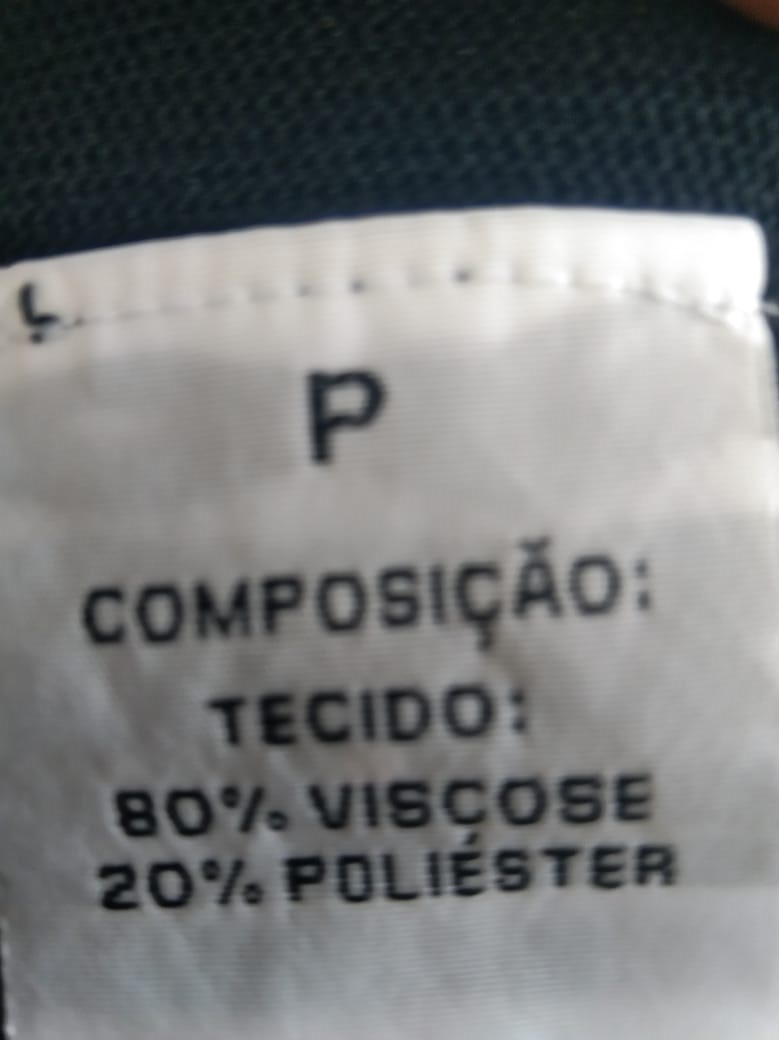 P
COMPOSIÇÃO:
TECIDO:
80% VISCOSE
20% POLIÉSTER